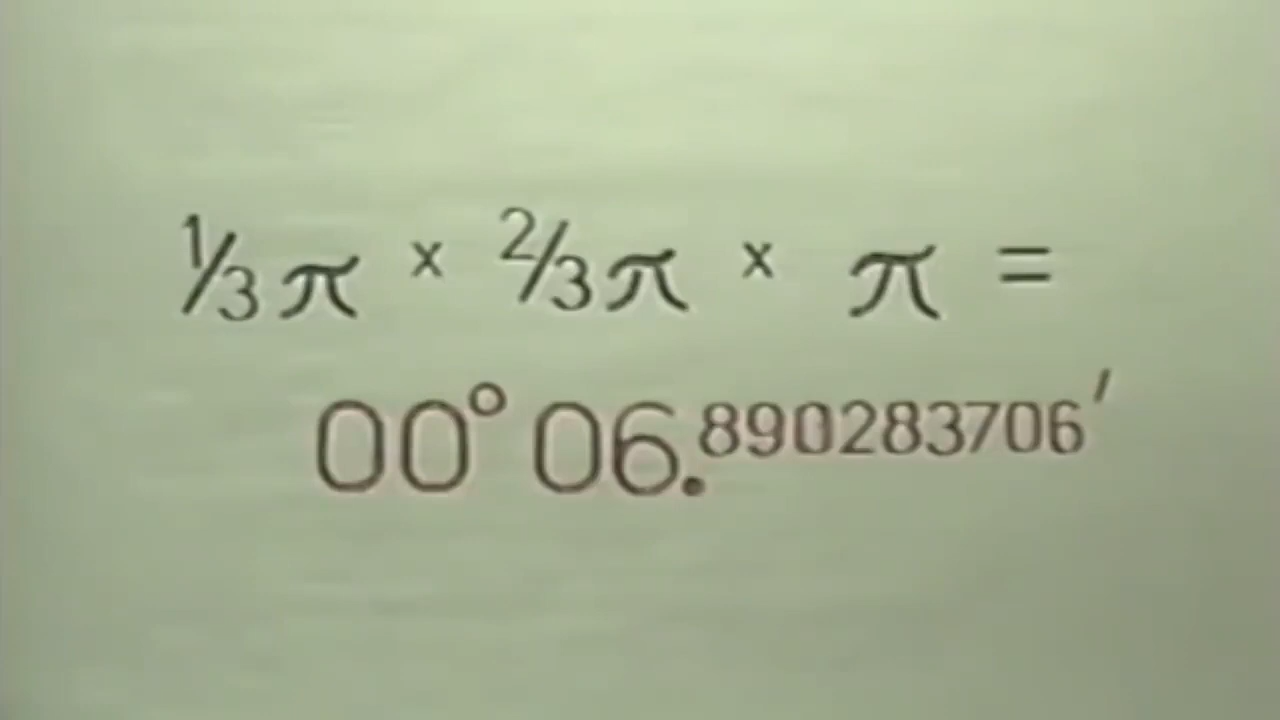 ⅓π × ⅔π × π =
00° 06.890283706′